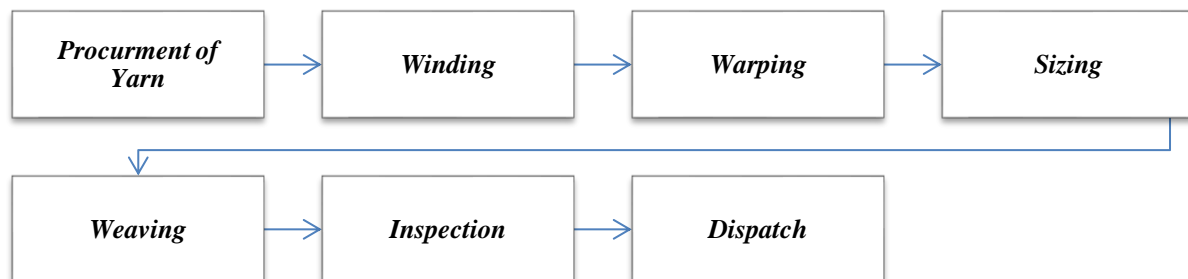 Procurment of
Yarn
Winding
Warping
Sizing
Weaving
Inspection
Dispatch